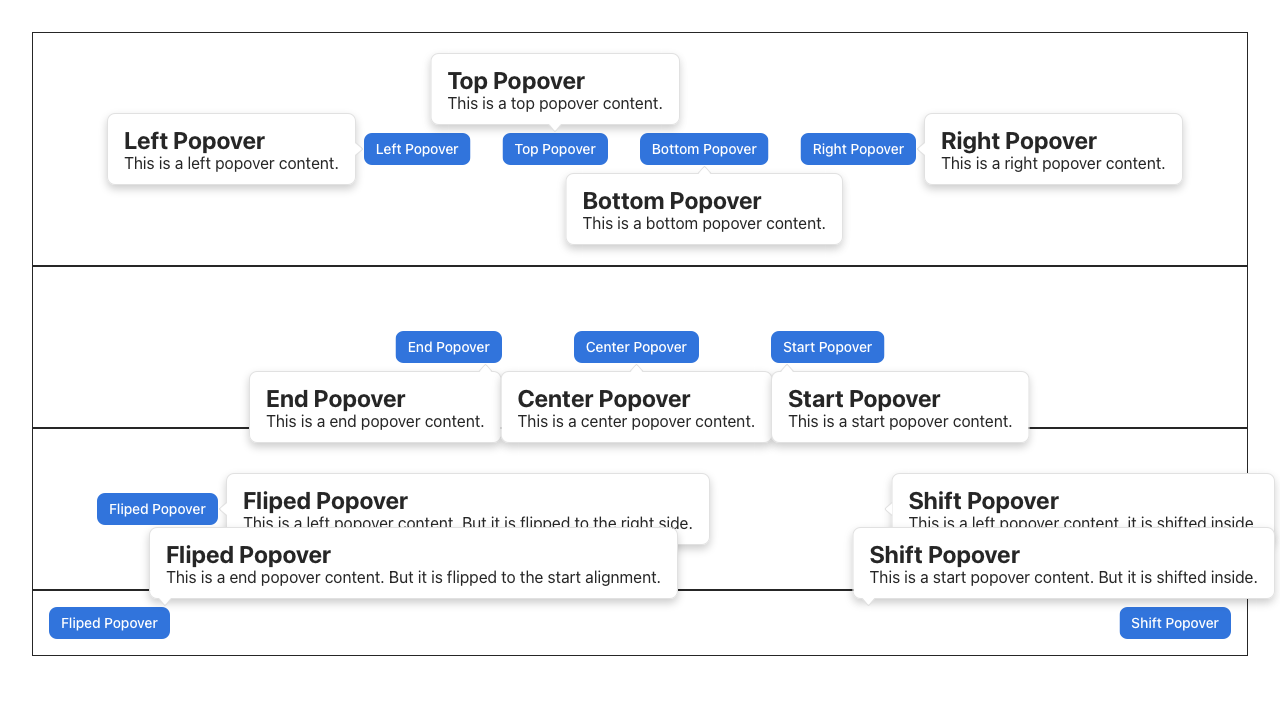 Top Popover
This is a top popover content.
Left Popover
This is a left popover content.
Left Popover
Top Popover
Bottom Popover
Right Popover
Right Popover
This is a right popover content.
Bottom Popover
This is a bottom popover content.
End Popover
Center Popover
Start Popover
End Popover
This is a end popover content.
Center Popover
This is a center popover content.
Start Popover
This is a start popover content.
Fliped Popover
Fliped Popover
This is a left popover content. But it is flipped to the right side.
Shift Popover
This is a left popover content, it is shifted inside
Fliped Popover
This is a end popover content. But it is flipped to the start alignment.
Shift Popover
This is a start popover content. But it is shifted inside.
Fliped Popover
Shift Popover